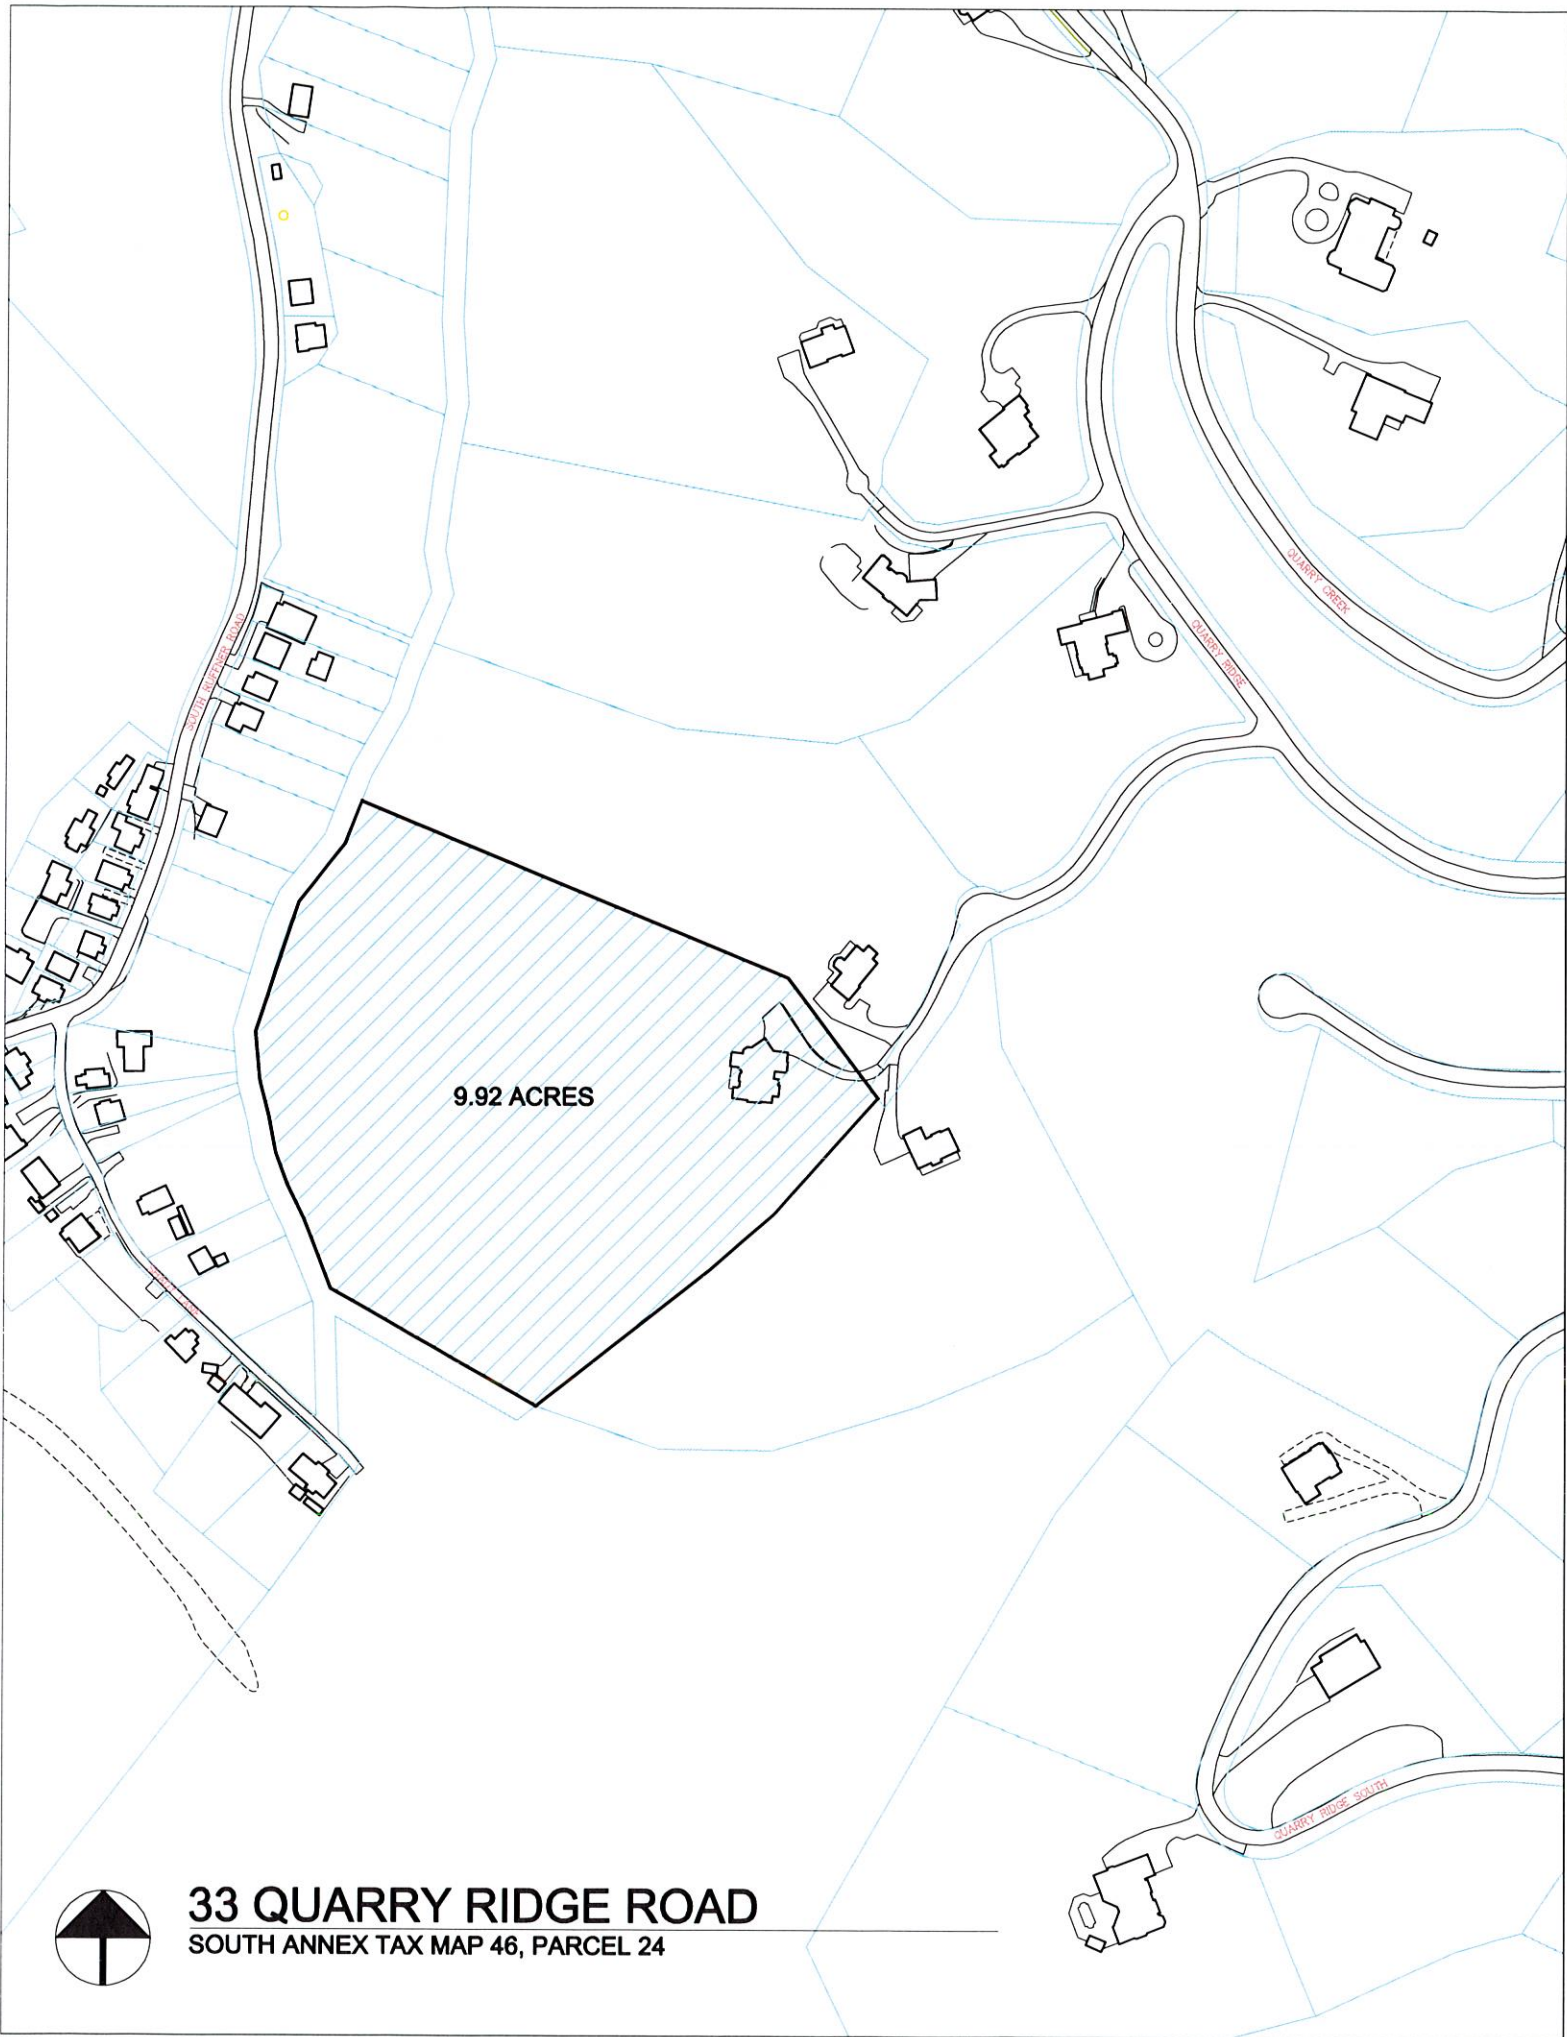 QUARRY CREEK
SOUTH RUFFNER ROAD
QUARRY RIDGE
9.92 ACRES
QUARRY RIDGE SOUTH
33 QUARRY RIDGE ROAD
SOUTH ANNEX TAX MAP 46, PARCEL 24